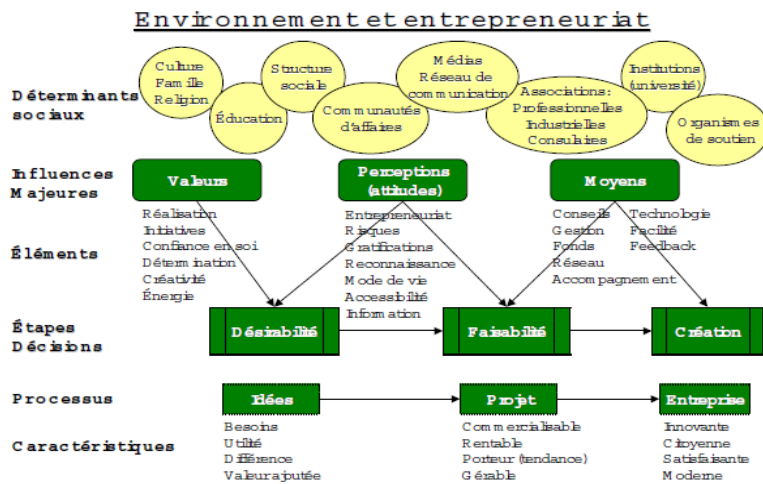 Environnement et entrepreneuriat
Déterminants
sociaux
Culture
Famille
Religion
Éducation
Structure
sociale
Communautés
d'affaires
Médias
Réseau de
communication
Associations:
Professionnelles
Industrielles
Consulaires
Institutions
(université)
Organismes
de soutien
Influences
Majeures
Valeurs
Perceptions
(attitudes)
Moyens
Éléments
Réalisation
Initiatives
Confiance en soi
Détermination
Créativité
Énergie
Entrepreneuriat
Risques
Gratifications
Reconnaissance
Mode de vie
Accessibilité
Information
Conseils
Gestion
Fonds
Réseau
Accompagnement
Technologie
Facilité
Feedback
Étapes
Décisions
Désirabilité
Faisabilité
Création
Processus
Idées
Projet
Entreprise
Caractéristiques
Besoins
Utilité
Différence
Valeur ajoutée
Commercialisable
Rentable
Porteur (tendance)
Gérable
Innovante
Citoyenne
Satisfaisante
Moderne